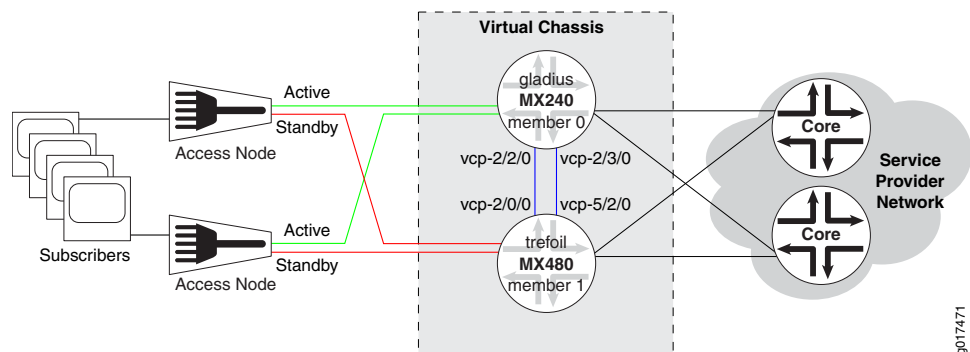 Virtual Chassis
gladius
MX240
member 0
Active
Standby
Access Node
Core
vcp-2/2/0
vcp-2/3/0
Service
Provider
Network
vcp-2/0/0
vcp-5/2/0
Active
Standby
Subscribers
Access Node
trefoil
MX480
member 1
Core
g017471